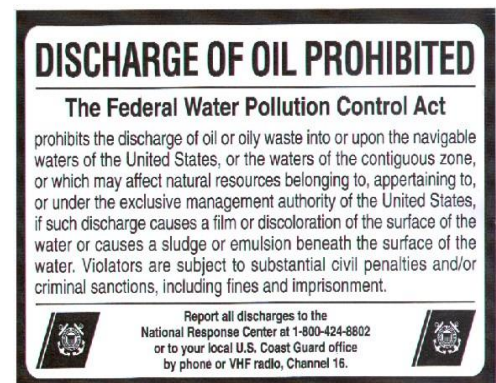 DISCHARGE OF OIL PROHIBITED
The Federal Water Pollution Control Act
prohibits the discharge of oil or oily waste into or upon the navigable
waters of the United States, or the waters of the contiguous zone,
or which may affect natural resources belonging to, appertaining to,
or under the exclusive management authority of the United States,
if such discharge causes a film or discoloration of the surface of the
water or causes a sludge or emulsion beneath the surface of the
water. Violators are subject to substantial civil penalties and/or
criminal sanctions, including fines and imprisonment.
Report all discharges to the
National Response Center at 1-800-424-8802
or to your local U.S. Coast Guard office
by phone or VHF radio, Channel 16.